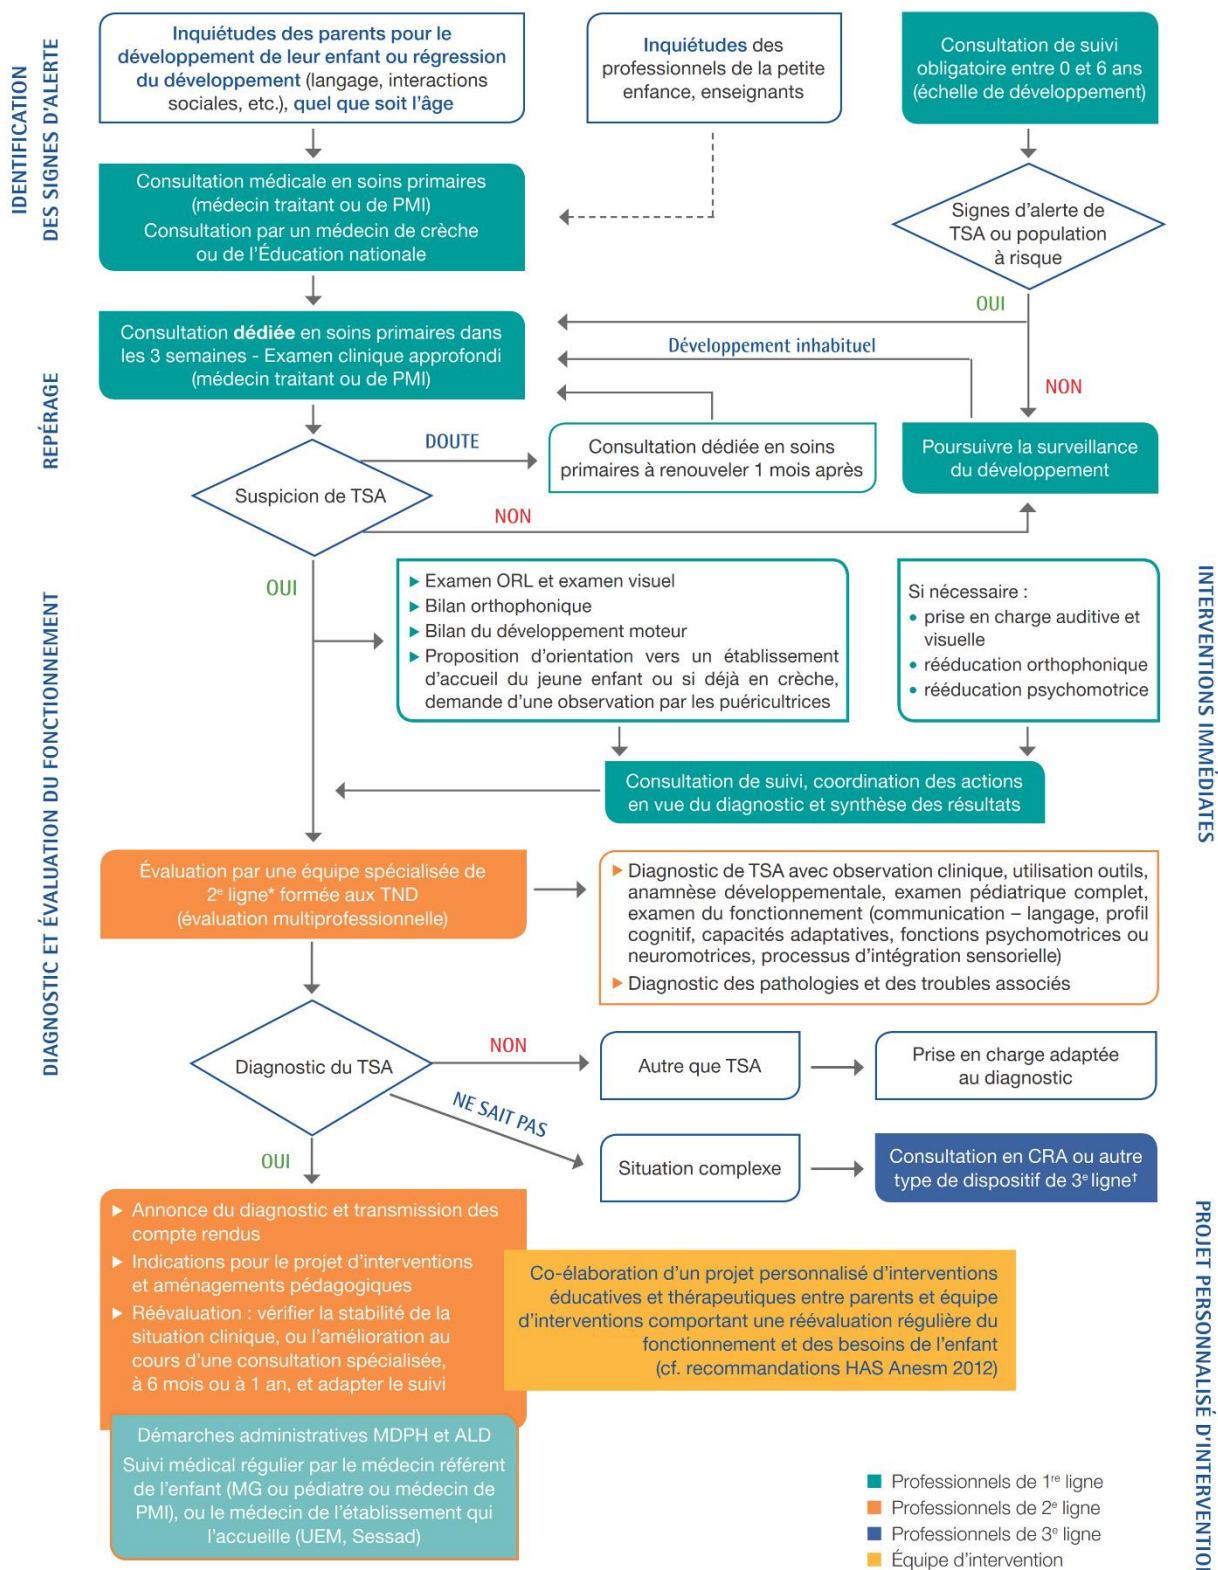 IDENTIFICATION
DES SIGNES D'ALERTE
Inquiétudes des parents pour le
développement de leur enfant ou régression
du développement (langage, interactions
sociales, etc.), quel que soit l'âge
Inquiétudes des
professionnels de la petite
enfance, enseignants
Consultation de suivi
obligatoire entre 0 et 6 ans
(échelle de développement)
Consultation médicale en soins primaires
(médecin traitant ou de PMI)
Consultation par un médecin de crèche
ou de l'Éducation nationale
Signes d'alerte de
TSA ou population
à risque
OUI
NON
REPÉRAGE
Consultation dédiée en soins primaires dans
les 3 semaines - Examen clinique approfondi
(médecin traitant ou de PMI)
Développement inhabituel
Suspicion de TSA
DOUTE
Consultation dédiée en soins
primaires à renouveler 1 mois après
Poursuivre la surveillance
du développement
NON
OUI
DIAGNOSTIC ET ÉVALUATION DU FONCTIONNEMENT
▶ Examen ORL et examen visuel
▶ Bilan orthophonique
▶ Bilan du développement moteur
▶ Proposition d'orientation vers un établissement
d'accueil du jeune enfant ou si déjà en crèche,
demande d'une observation par les puéricultrices
Si nécessaire :
• prise en charge auditive et
visuelle
• rééducation orthophonique
• rééducation psychomotrice
INTERVENTIONS IMMÉDIATES
Consultation de suivi, coordination des actions
en vue du diagnostic et synthèse des résultats
Évaluation par une équipe spécialisée de
2e ligne* formée aux TND
(évaluation multiprofessionnelle)
▶ Diagnostic de TSA avec observation clinique, utilisation outils,
anamnèse développementale, examen pédiatrique complet,
examen du fonctionnement (communication – langage, profil
cognitif, capacités adaptatives, fonctions psychomotrices ou
neuromotrices, processus d'intégration sensorielle)
▶ Diagnostic des pathologies et des troubles associés
Diagnostic du TSA
NON
Autre que TSA
Prise en charge adaptée
au diagnostic
NE SAIT PAS
Situation complexe
Consultation en CRA ou autre
type de dispositif de 3e ligne†
OUI
▶ Annonce du diagnostic et transmission des
compte rendus
▶ Indications pour le projet d'interventions
et aménagements pédagogiques
▶ Réévaluation : vérifier la stabilité de la
situation clinique, ou l'amélioration au
cours d'une consultation spécialisée,
à 6 mois ou à 1 an, et adapter le suivi
Co-élaboration d'un projet personnalisé d'interventions
éducatives et thérapeutiques entre parents et équipe
d'interventions comportant une réévaluation régulière du
fonctionnement et des besoins de l'enfant
(cf. recommandations HAS Anesm 2012)
PROJET PERSONNALISÉ D'INTERVENTION
Démarches administratives MDPH et ALD
Suivi médical régulier par le médecin référent
de l'enfant (MG ou pédiatre ou médecin de
PMI), ou le médecin de l'établissement qui
l'accueille (UEM, Sessad)
Professionnels de 1re ligne
Professionnels de 2e ligne
Professionnels de 3e ligne
Équipe d'intervention